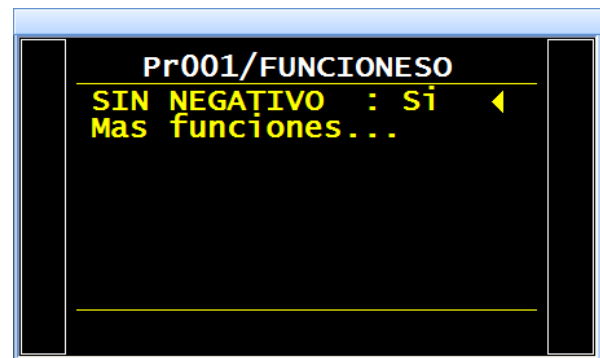 Pr001/FUNCIONESO
SIN NEGATIVO : Si
Mas funciones...